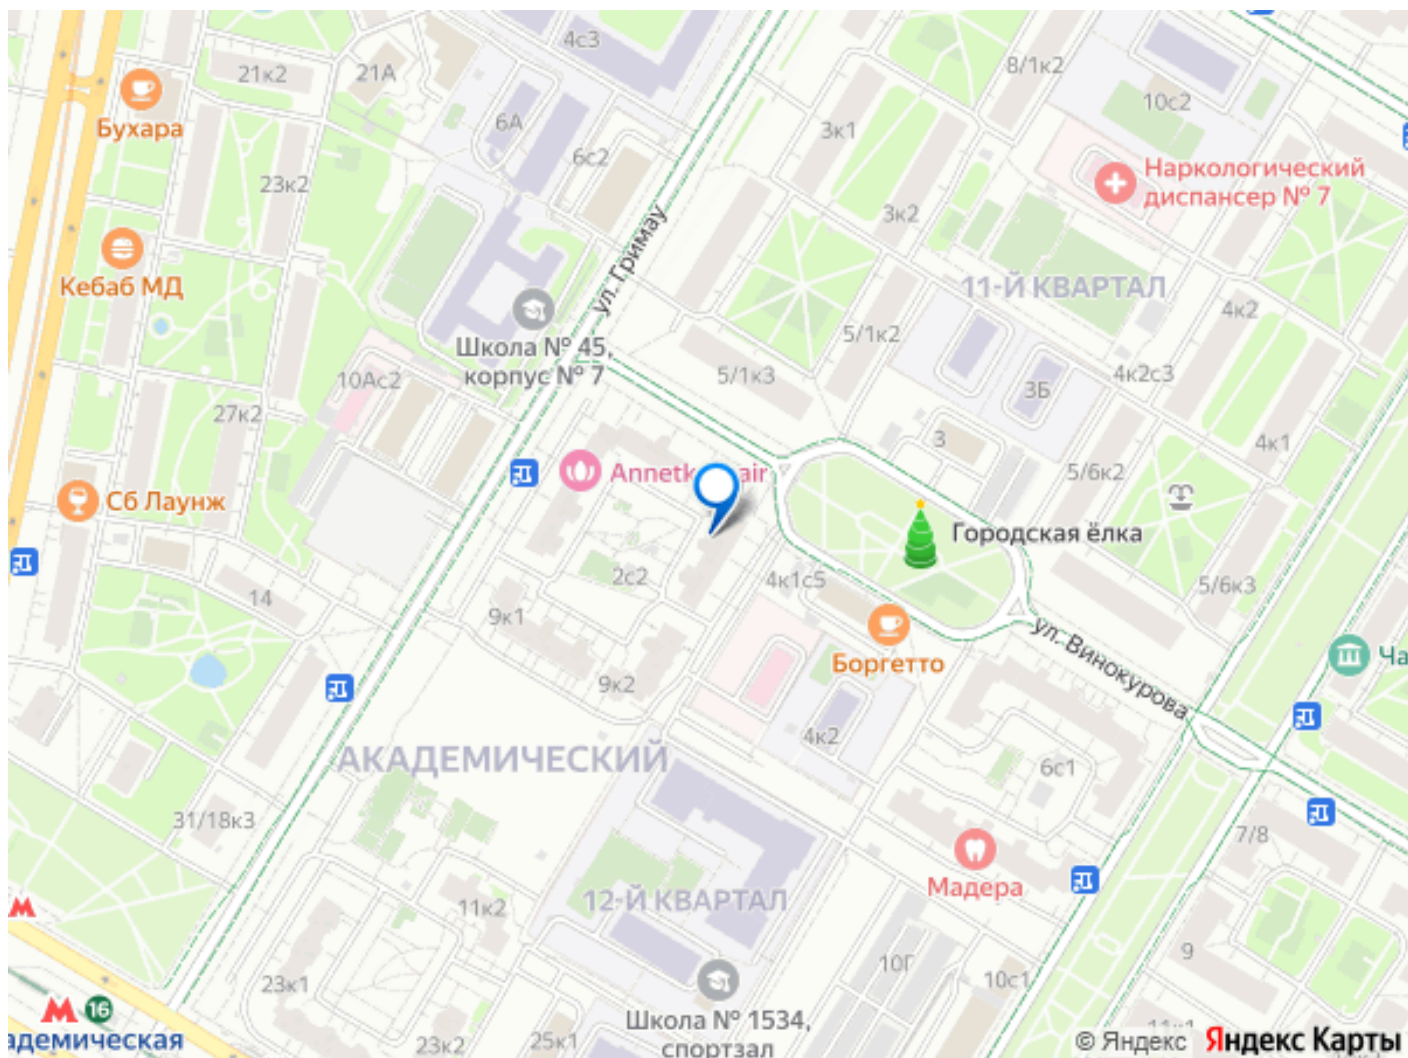 4с3
8/1к2
21к2
21А
10с2
Бухара
6А
3к1
6с2
Наркологический
диспансер № 7
23к2
3к2
ул. Гримау
Кебаб МД
11-Й КВАРТАЛ
4к2
5/1к2
Школа № 45,
корпус № 7
10Ас2
5/1к3
4к2с3
3Б
27к2
3
4к1
Annetk
air
5/6к2
Сб Лаунж
Городская ёлка
2с2
4к1с5
5/6к3
14
9к1
ул. Винокурова
Боргетто
Ча
9к2
4к2
АКАДЕМИЧЕСКИЙ
6с1
31/18к3
7/8
Мадера
12-Й КВАРТАЛ
11к2
9
10Г
10с1
23к1
16
Школа № 1534,
спортзал
адемическая
23к2
25к1
© Яндекс Яндекс Карты